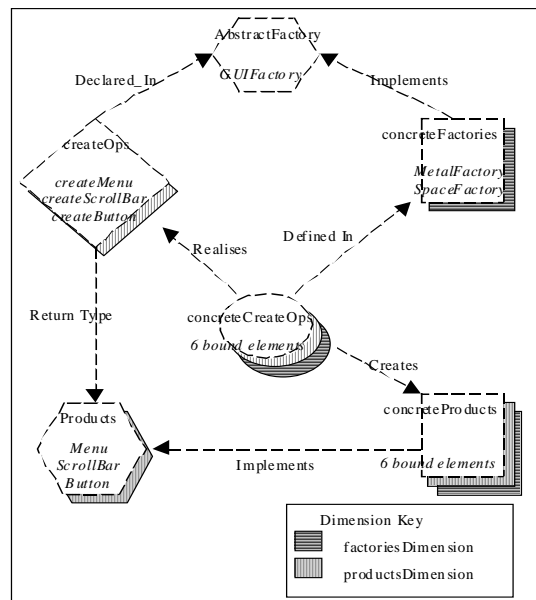 AbstractFactory
GUIFactory
Declared_In
Implements
createOps
createMenu
createScrollBar
createButton
concreteFactories
MetalFactory
SpaceFactory
Realises
Defined In
concreteCreateOps
6 bound elements
Return Type
Creates
Products
Menu
ScrollBar
Button
concreteProducts
6 bound elements
Implements
Dimension Key
factoriesDimension
productsDimension